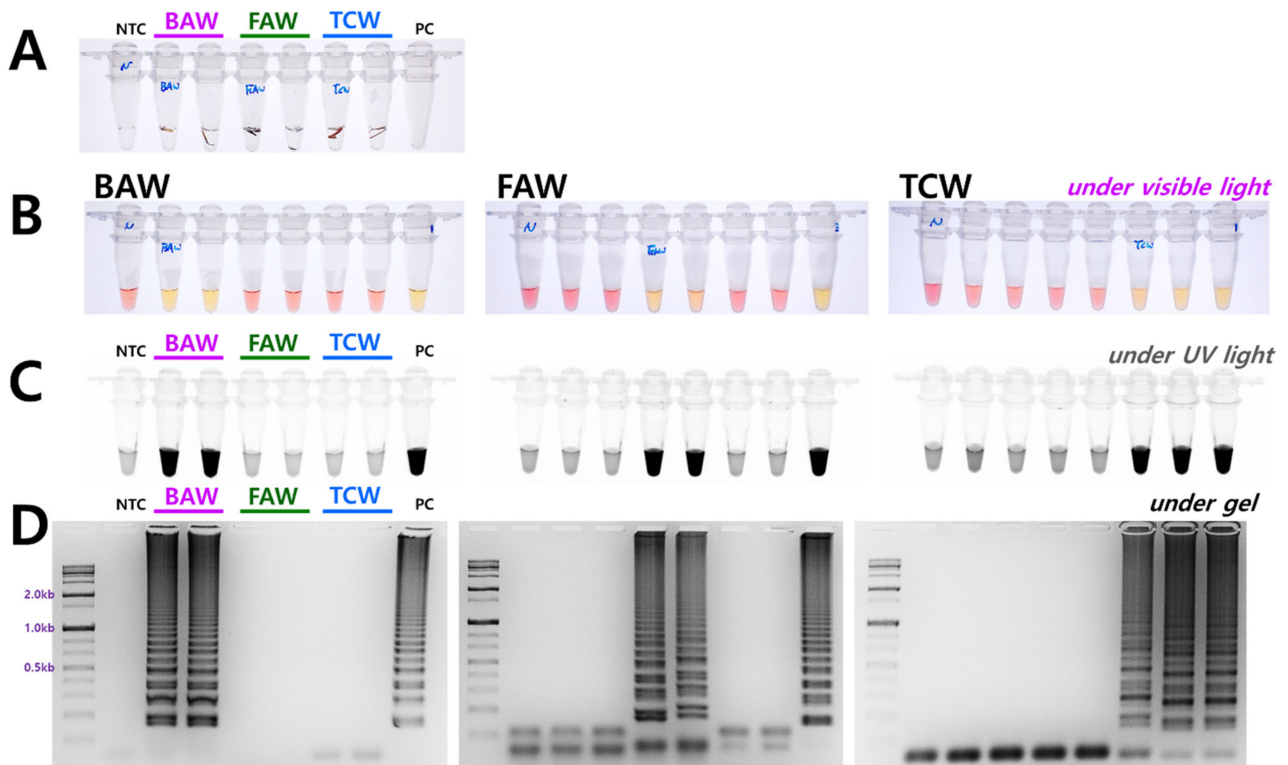 A
NTC BAW FAW TCW PC
N BAW FAW TCW
B
BAW FAW TCW under visible light
N N N
BAW TCW
C
NTC BAW FAW TCW PC under UV light
D
NTC BAW FAW TCW PC under gel
2.0kb
1.0kb
0.5kb